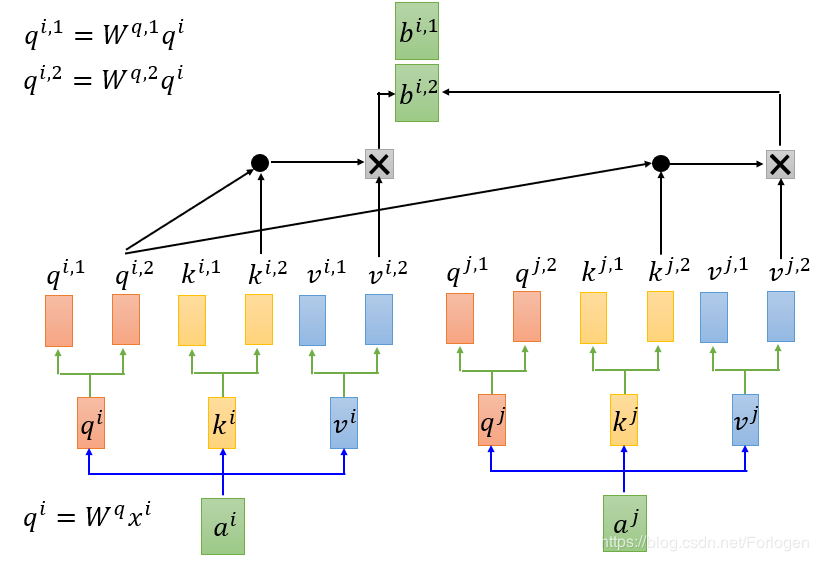 q^{i,1} = W^{q,1}q^i
q^{i,2} = W^{q,2}q^i
b^{i,1}
b^{i,2}
q^{i,1} q^{i,2} k^{i,1} k^{i,2} v^{i,1} v^{i,2} q^{j,1} q^{j,2} k^{j,1} k^{j,2} v^{j,1} v^{j,2}
q^i k^i v^i q^j k^j v^j
q^i = W^q x^i
a^i a^j
https://blog.csdn.net/Forlogen